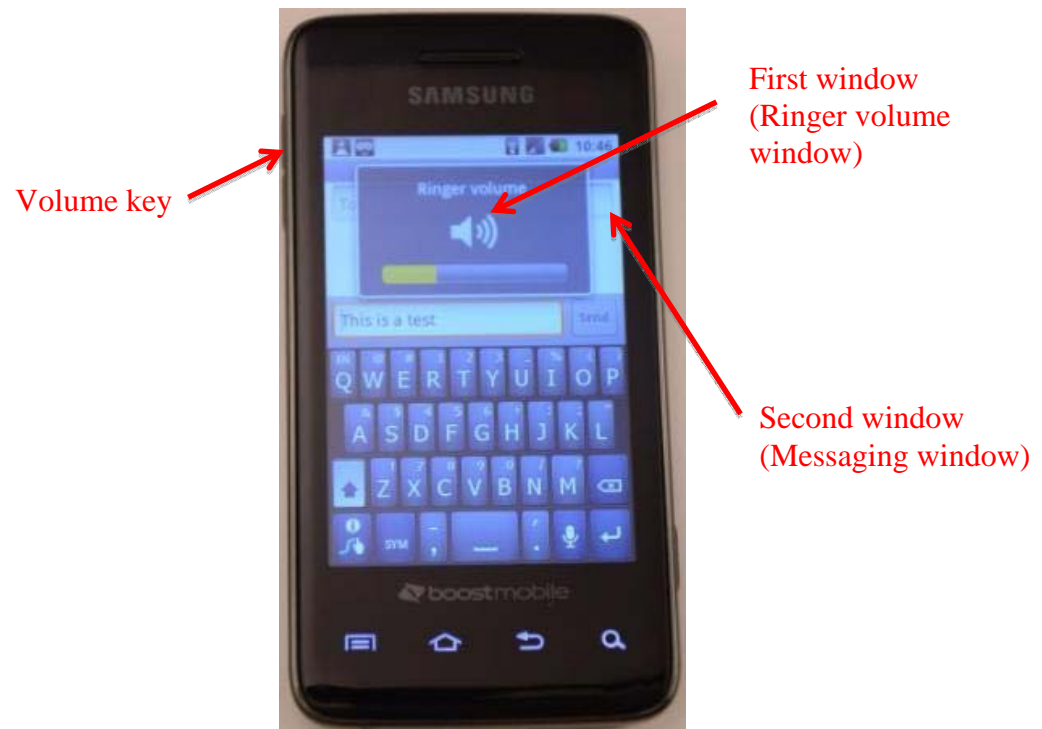 First window
(Ringer volume
window)
Volume key
Second window
(Messaging window)
SAMSUNG
10:46
Ringer volume
To
This is a test
Send
Q W E R T Y U I O P
A S D F G H J K L
Z X C V B N M
SYM , .
boostmobile